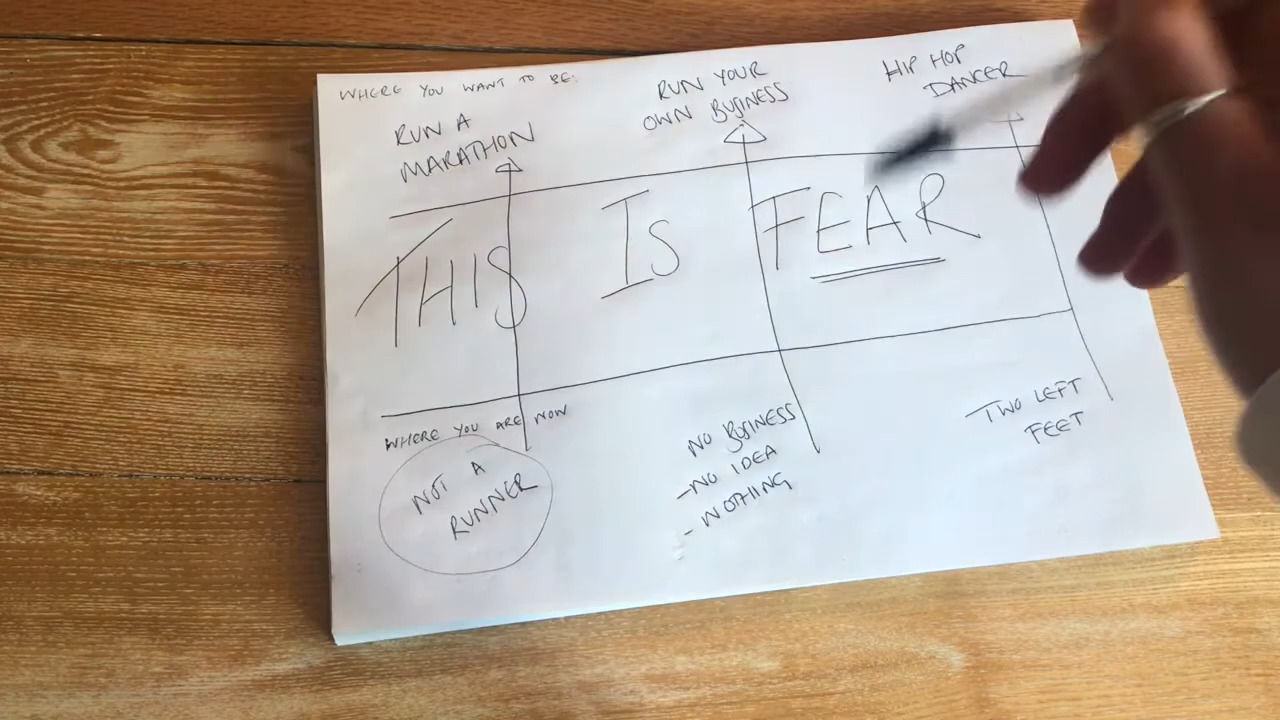 WHERE YOU WANT TO BE:
RUN A
MARATHON
RUN YOUR
OWN BUSINESS
HIP HOP
DANCER
THIS IS FEAR
WHERE YOU ARE NOW
NOT A
RUNNER
NO BUSINESS
- NO IDEA
- NOTHING
TWO LEFT
FEET